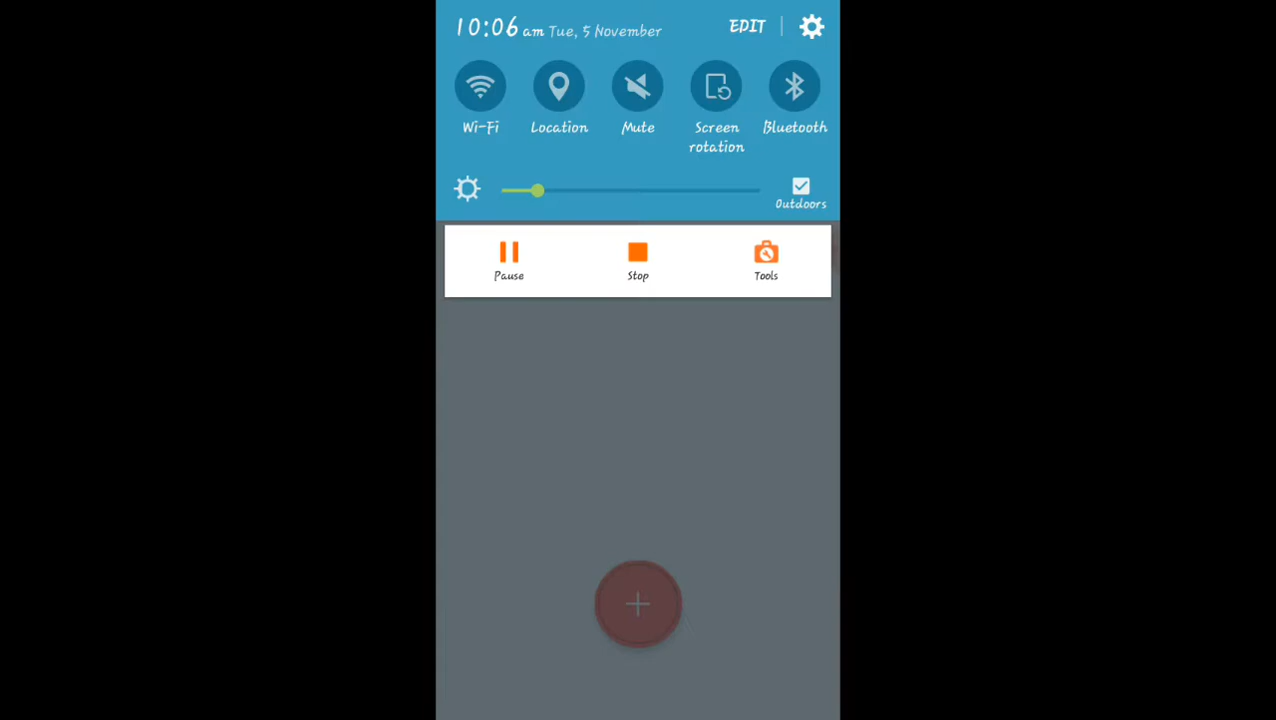 10:06 am Tue, 5 November EDIT
Wi-Fi Location Mute Screen rotation Bluetooth
Outdoors
Pause Stop Tools